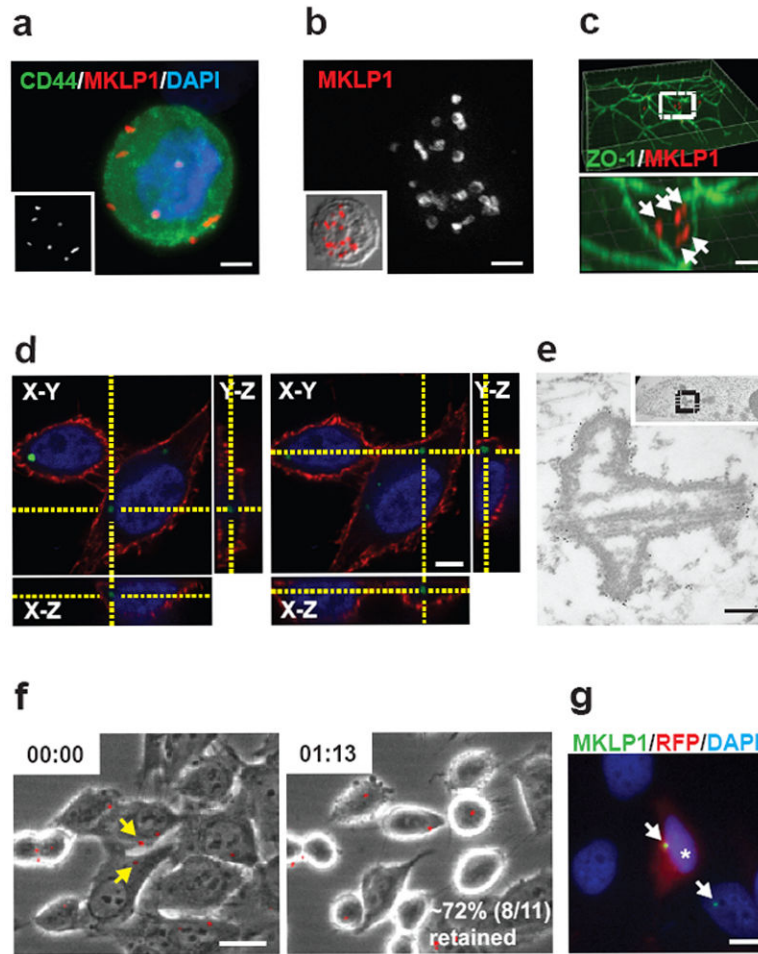 a
CD44/MKLP1/DAPI
b
MKLP1
c
ZO-1/MKLP1
d
X-Y
Y-Z
X-Z
X-Y
Y-Z
X-Z
e
f
00:00
01:13
~72% (8/11)
retained
g
MKLP1/RFP/DAPI
*